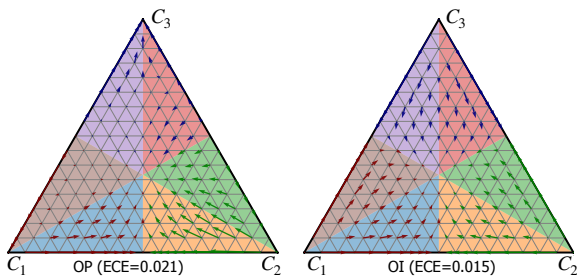 C₃ C₃
C₁ C₂ C₁ C₂
OP (ECE=0.021) OI (ECE=0.015)